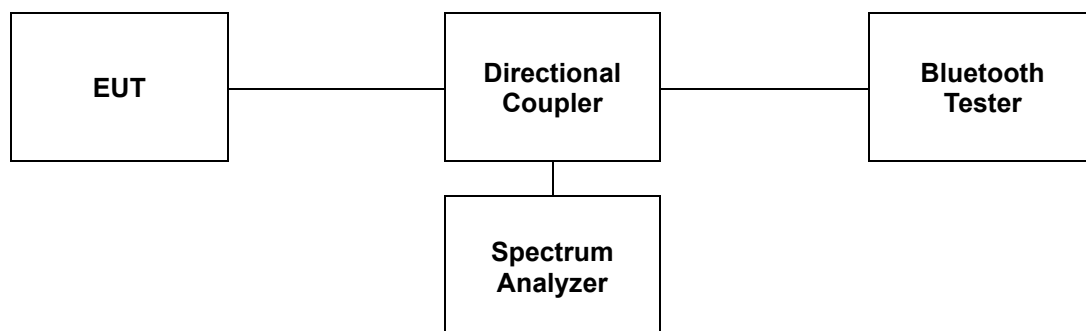 EUT
Directional
Coupler
Bluetooth
Tester
Spectrum
Analyzer